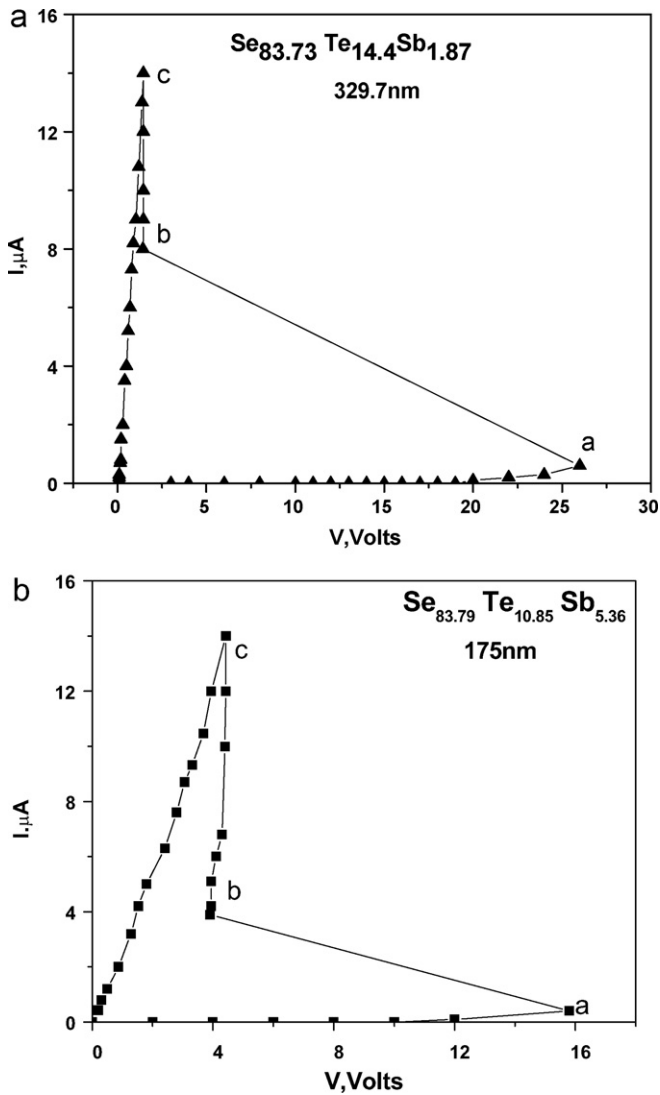 a
16
Se83.73 Te14.4Sb1.87
329.7nm
c
12
b
8
I,μA
4
a
0
0 5 10 15 20 25 30
V,Volts
b
16
Se83.79 Te10.85 Sb5.36
c
175nm
12
I.μA
8
b
4
a
0
0 4 8 12 16
V,Volts